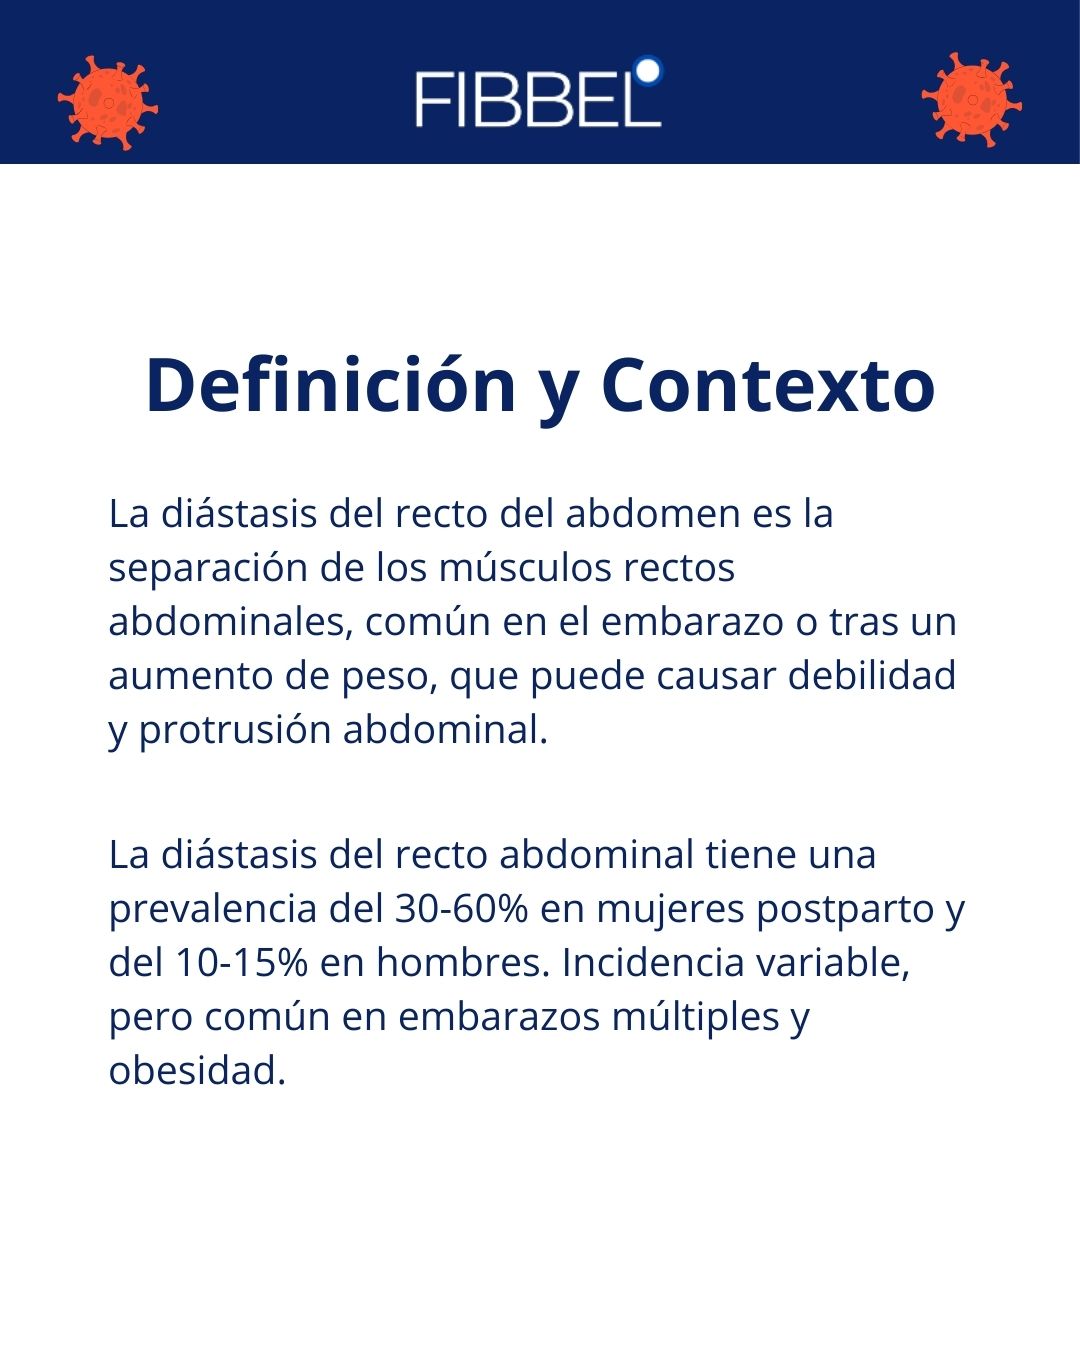 FIBBEL
Definición y Contexto
La diástasis del recto del abdomen es la
separación de los músculos rectos
abdominales, común en el embarazo o tras un
aumento de peso, que puede causar debilidad
y protrusión abdominal.
La diástasis del recto abdominal tiene una
prevalencia del 30-60% en mujeres postparto y
del 10-15% en hombres. Incidencia variable,
pero común en embarazos múltiples y
obesidad.